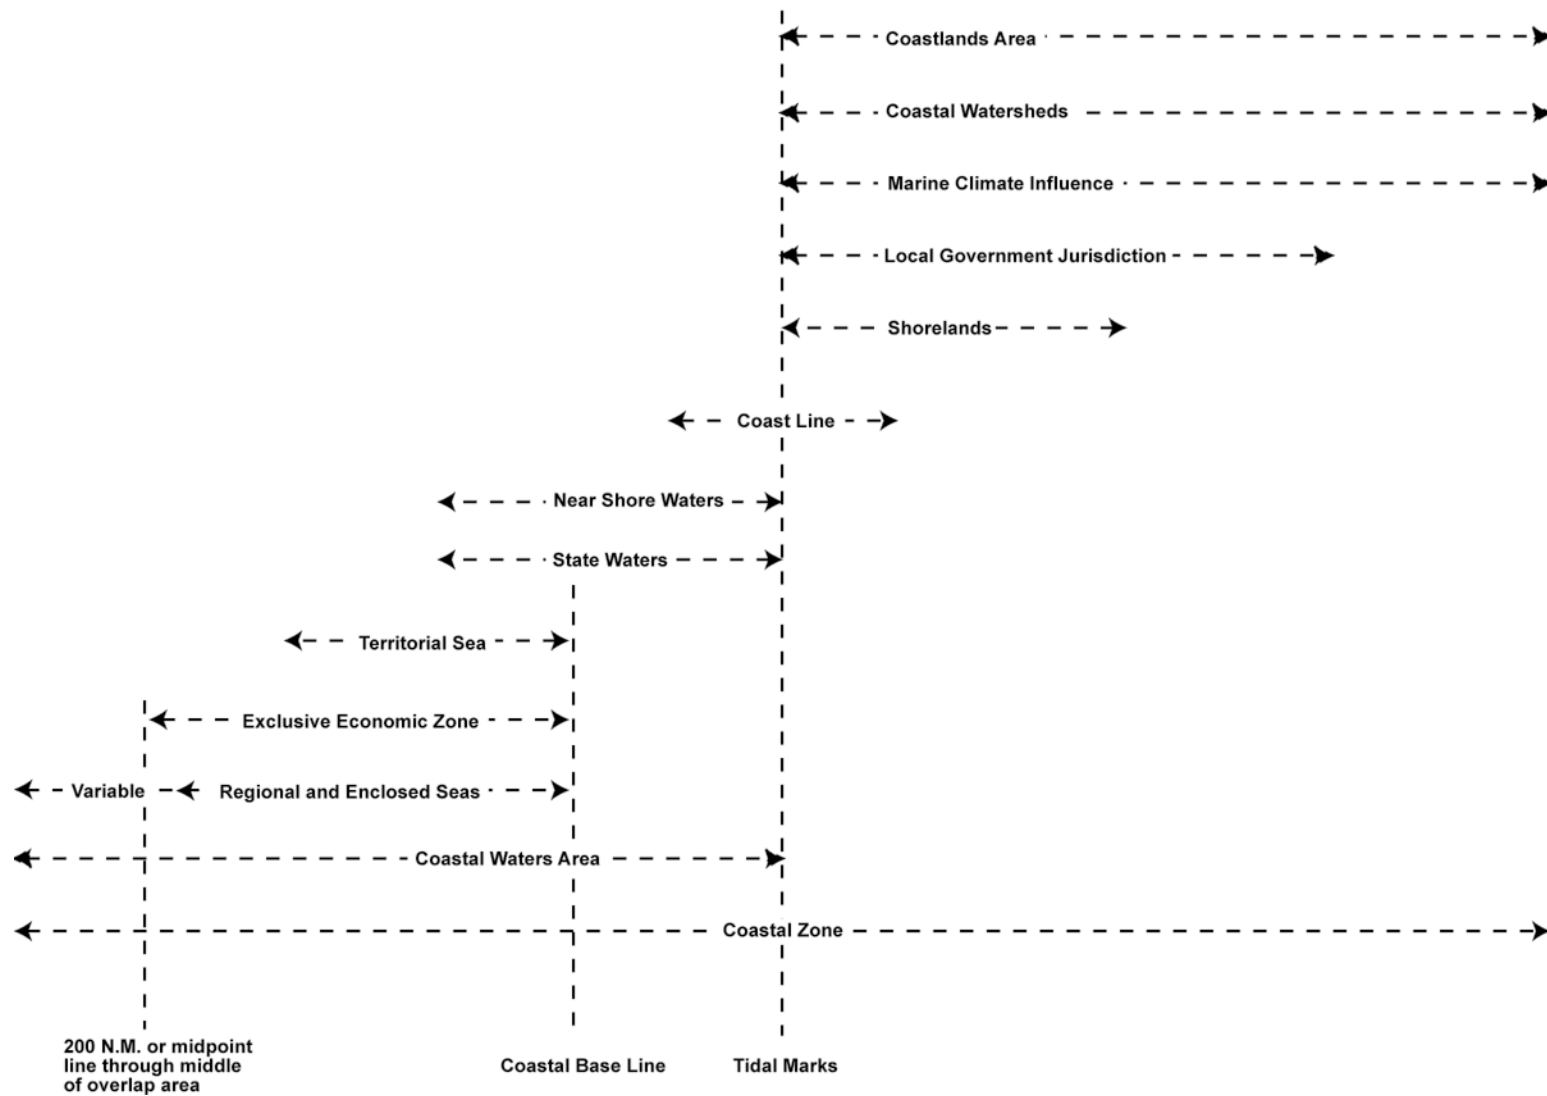 Coastlands Area
Coastal Watersheds
Marine Climate Influence
Local Government Jurisdiction
Shorelands
Coast Line
Near Shore Waters
State Waters
Territorial Sea
Exclusive Economic Zone
Variable
Regional and Enclosed Seas
Coastal Waters Area
Coastal Zone
200 N.M. or midpoint
line through middle
of overlap area
Coastal Base Line
Tidal Marks